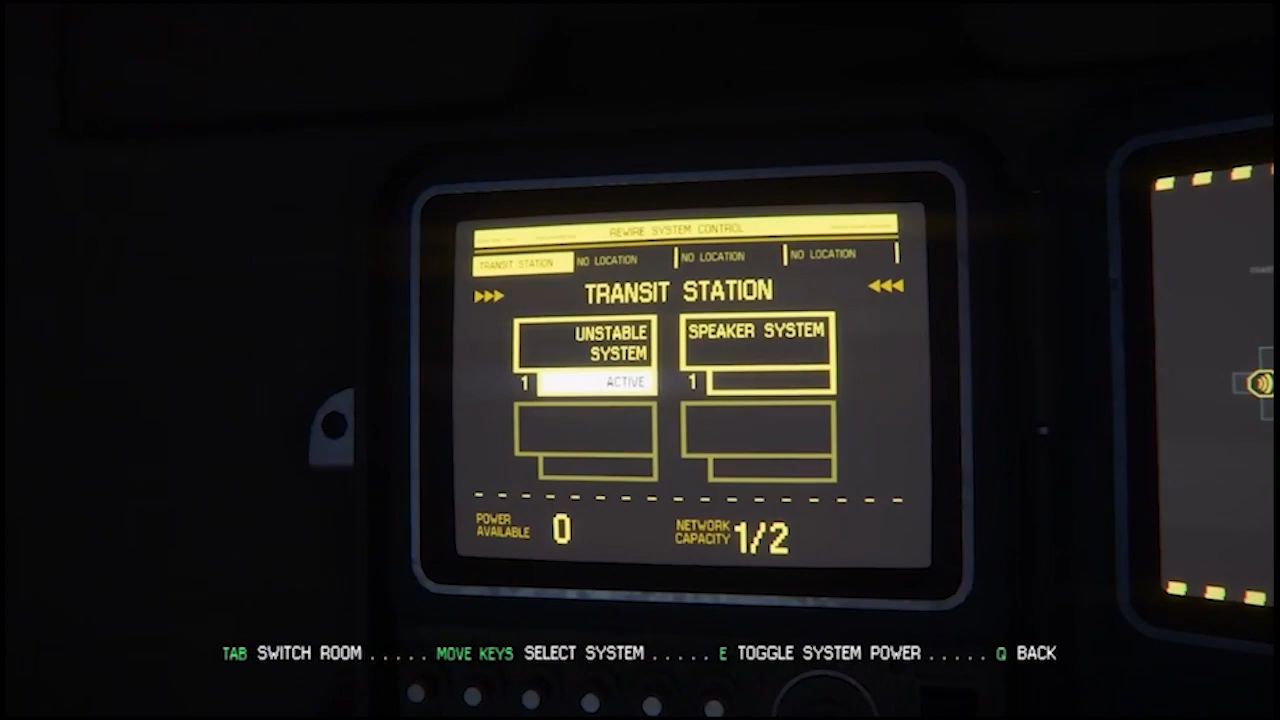 REWIRE SYSTEM CONTROL
TRANSIT STATION NO LOCATION NO LOCATION NO LOCATION
TRANSIT STATION
UNSTABLE SYSTEM
1 ACTIVE
SPEAKER SYSTEM
1
POWER AVAILABLE 0
NETWORK CAPACITY 1/2
TAB SWITCH ROOM ..... MOVE KEYS SELECT SYSTEM ...... E TOGGLE SYSTEM POWER ...... Q BACK